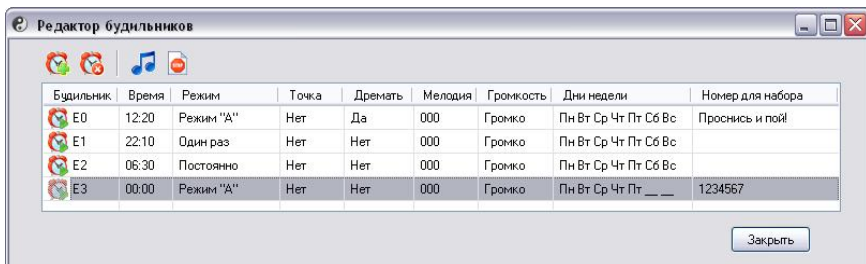 Редактор будильников
Будильник Время Режим Точка Дремать Мелодия Громкость Дни недели Номер для набора
E0 12:20 Режим "А" Нет Да 000 Громко Пн Вт Ср Чт Пт Сб Вс Проснись и пой!
E1 22:10 Один раз Нет Нет 000 Громко Пн Вт Ср Чт Пт Сб Вс
E2 06:30 Постоянно Нет Нет 000 Громко Пн Вт Ср Чт Пт Сб Вс
E3 00:00 Режим "А" Нет Нет 000 Громко Пн Вт Ср Чт Пт __ __ 1234567
Закрыть